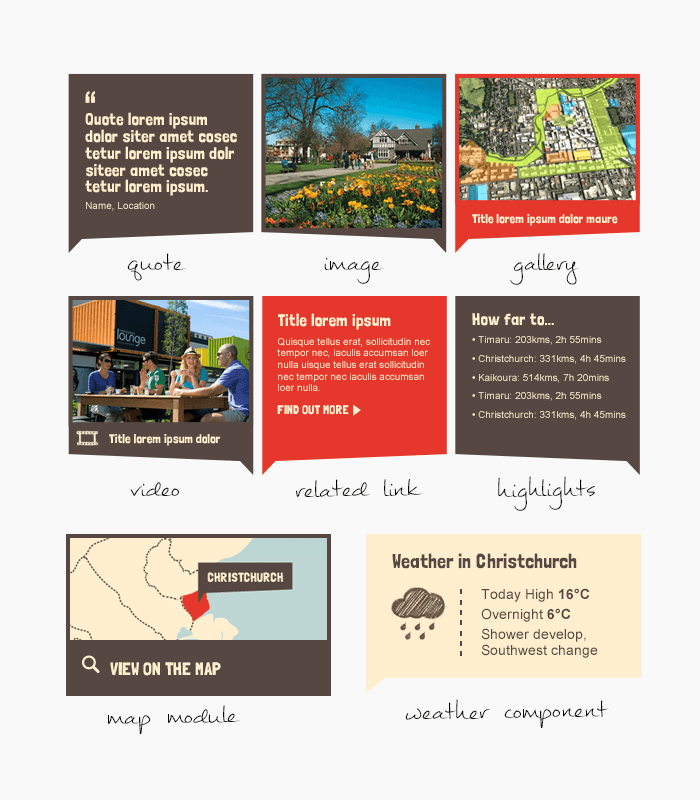 “
Quote lorem ipsum
dolor siter amet cosec
tetur lorem ipsum dolr
siteer amet cosec
tetur lorem ipsum.
Name, Location
quote
image
Title lorem ipsum dolor maure
gallery
lounge
Title lorem ipsum dolor
video
Title lorem ipsum
Quisque tellus erat, sollicitudin nec
tempor nec, iaculis accumsan loer
nulla uisque tellus erat sollicitudin
nec tempor nec iaculis accumsan
loer nulla.
FIND OUT MORE
related link
How far to...
• Timaru: 203kms, 2h 55mins
• Christchurch: 331kms, 4h 45mins
• Kaikoura: 514kms, 7h 20mins
• Timaru: 203kms, 2h 55mins
• Christchurch: 331kms, 4h 45mins
highlights
CHRISTCHURCH
VIEW ON THE MAP
map module
Weather in Christchurch
Today High 16°C
Overnight 6°C
Shower develop,
Southwest change
weather component